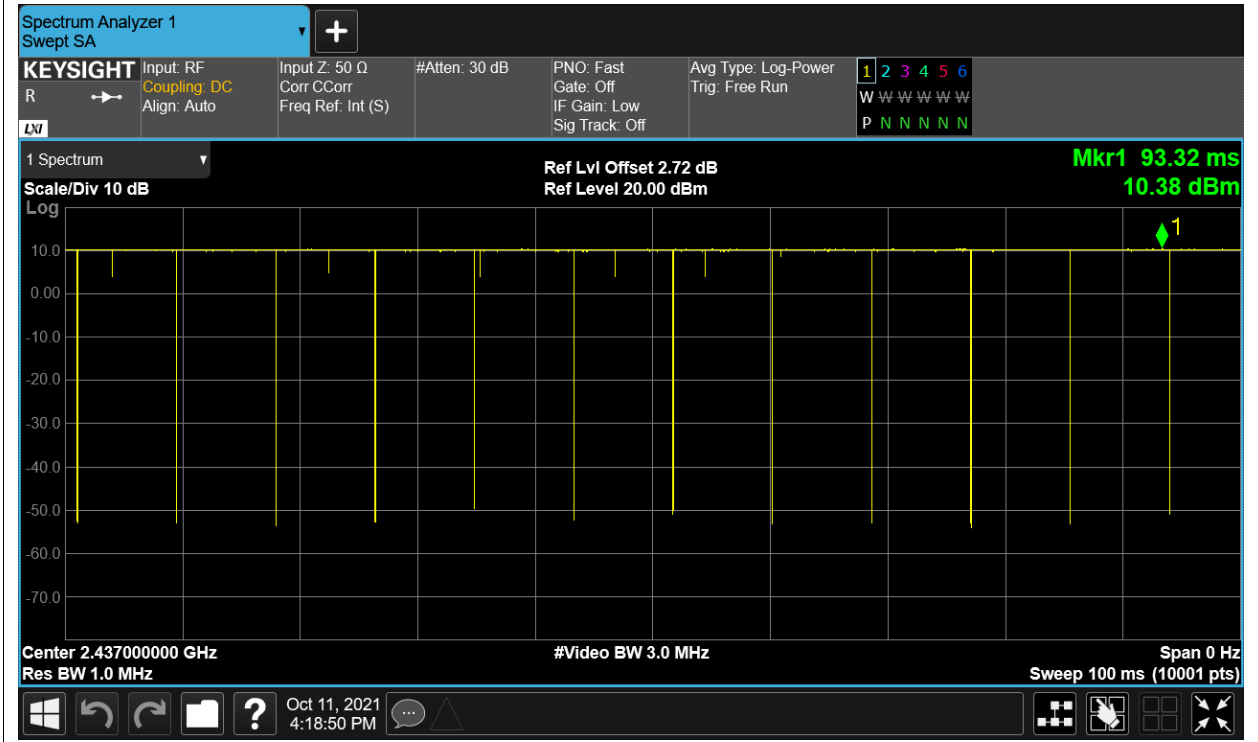 Spectrum Analyzer 1
Swept SA
KEYSIGHT
R
LXI
Input: RF
Coupling: DC
Align: Auto
Input Z: 50 Ω
Corr CCorr
Freq Ref: Int (S)
#Atten: 30 dB
PNO: Fast
Gate: Off
IF Gain: Low
Sig Track: Off
Avg Type: Log-Power
Trig: Free Run
1 2 3 4 5 6
W W W W W W
P N N N N N
1 Spectrum
Scale/Div 10 dB
Log
Ref Lvl Offset 2.72 dB
Ref Level 20.00 dBm
Mkr1 93.32 ms
10.38 dBm
1
10.0
0.00
-10.0
-20.0
-30.0
-40.0
-50.0
-60.0
-70.0
Center 2.437000000 GHz
Res BW 1.0 MHz
#Video BW 3.0 MHz
Span 0 Hz
Sweep 100 ms (10001 pts)
?
Oct 11, 2021
4:18:50 PM